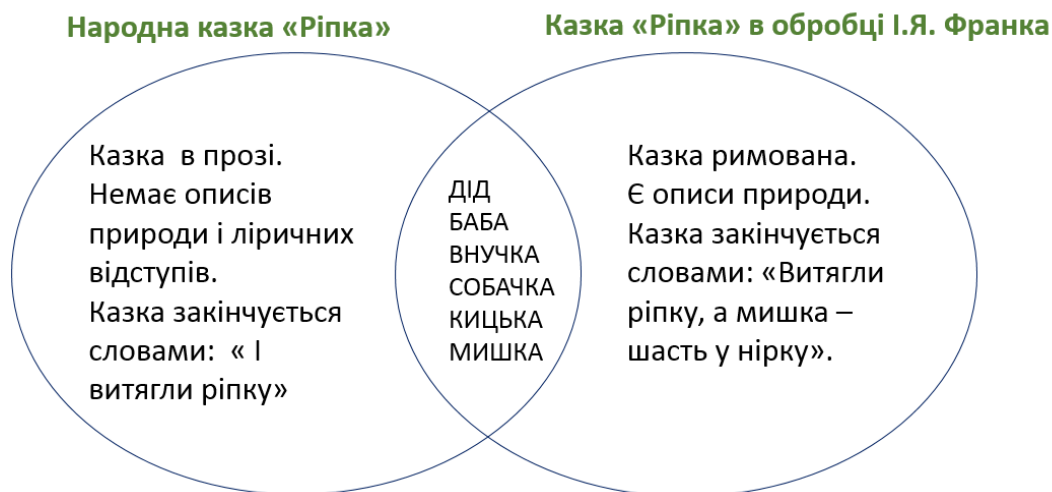 Народна казка «Ріпка»
Казка «Ріпка» в обробці І.Я. Франка
Казка в прозі.
Немає описів
природи і ліричних
відступів.
Казка закінчується
словами: « І
витягли ріпку»
ДІД
БАБА
ВНУЧКА
СОБАЧКА
КИЦЬКА
МИШКА
Казка римована.
Є описи природи.
Казка закінчується
словами: «Витягли
ріпку, а мишка –
шасть у нірку».